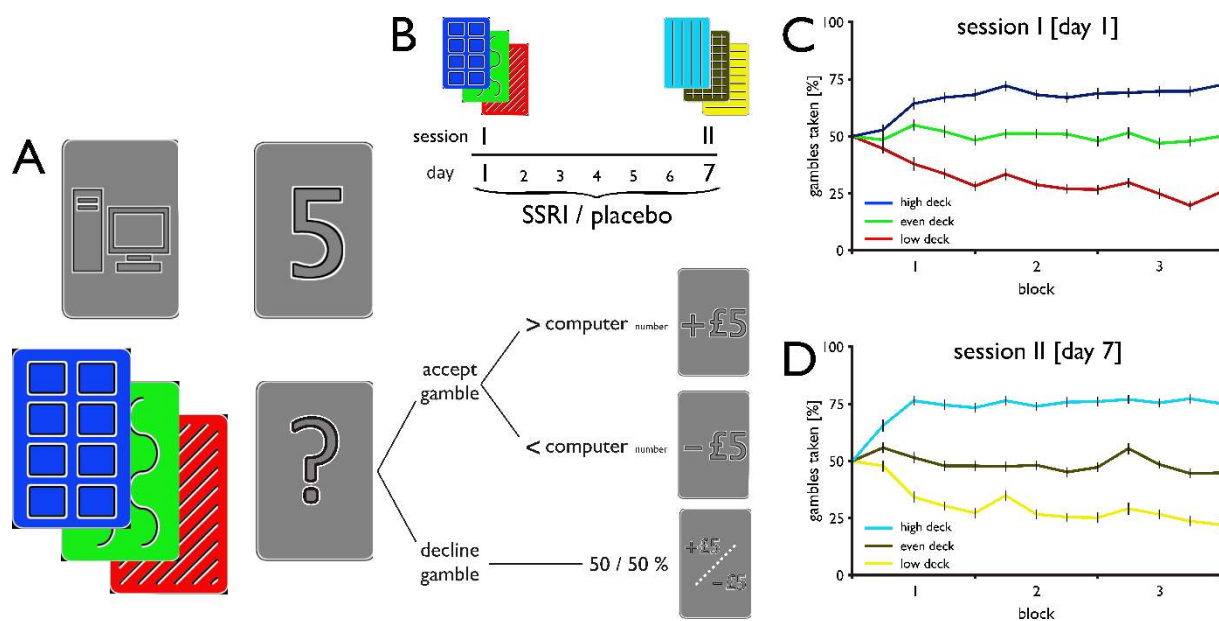 A
5
?
accept
gamble
decline
gamble
> computer number
< computer number
50 / 50 %
+£5
-£5
+£5
-£5
B
session
I
II
day
1
2
3
4
5
6
7
SSRI / placebo
C
session I [day 1]
gambles taken [%]
100
75
50
25
0
high deck
even deck
low deck
1
2
3
block
D
session II [day 7]
gambles taken [%]
100
75
50
25
0
high deck
even deck
low deck
1
2
3
block